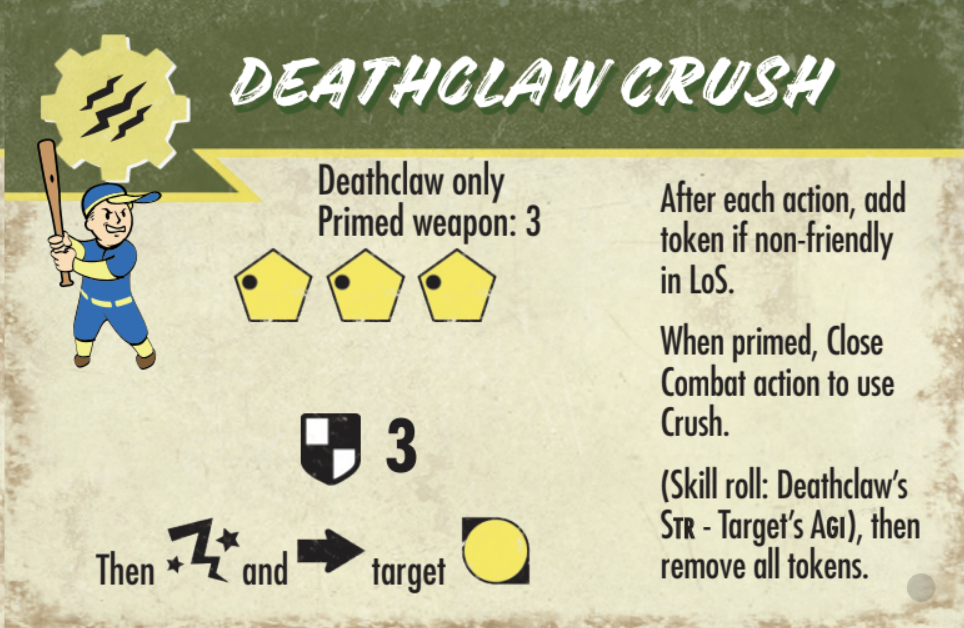 DEATHCLAW CRUSH
Deathclaw only
Primed weapon: 3
3
Then and target
After each action, add
token if non-friendly
in LoS.
When primed, Close
Combat action to use
Crush.
(Skill roll: Deathclaw's
STR - Target's AGI), then
remove all tokens.